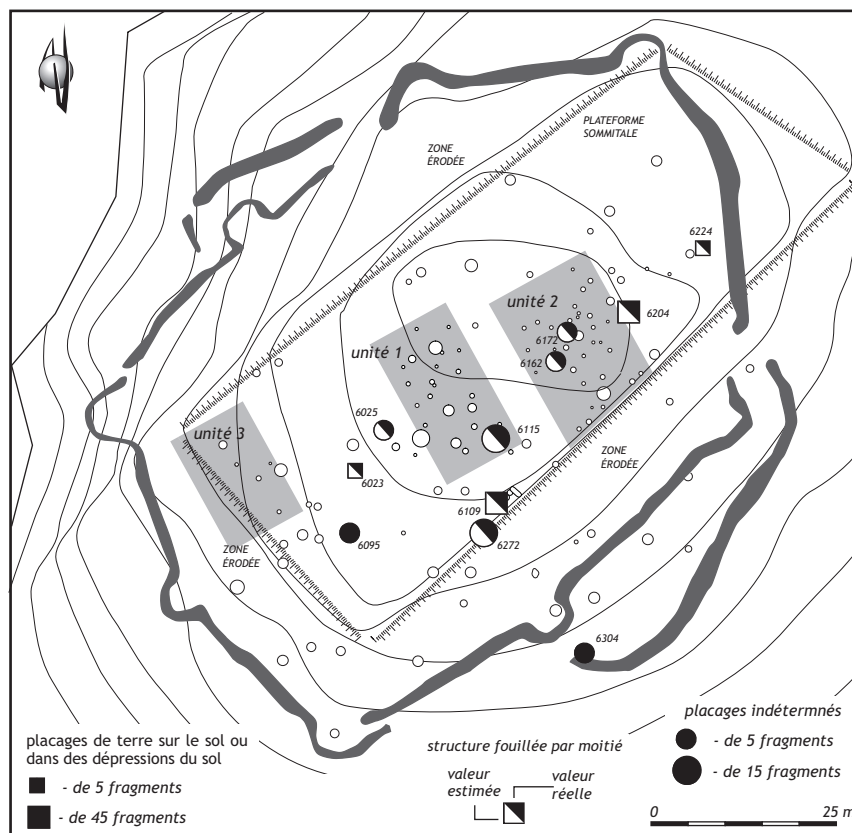 PLATEFORME
SOMMITALE
ZONE
ÉRODÉE
6224
unité 2
6204
6172
unité 1
6162
6025
6115
unité 3
6023
ZONE
ÉRODÉE
6109
6095
6272
ZONE
ÉRODÉE
6304
placages indétermnés
- de 5 fragments
- de 15 fragments
placages de terre sur le sol ou
dans des dépressions du sol
- de 5 fragments
- de 45 fragments
structure fouillée par moitié
valeur
estimée
valeur
réelle
0 25 m